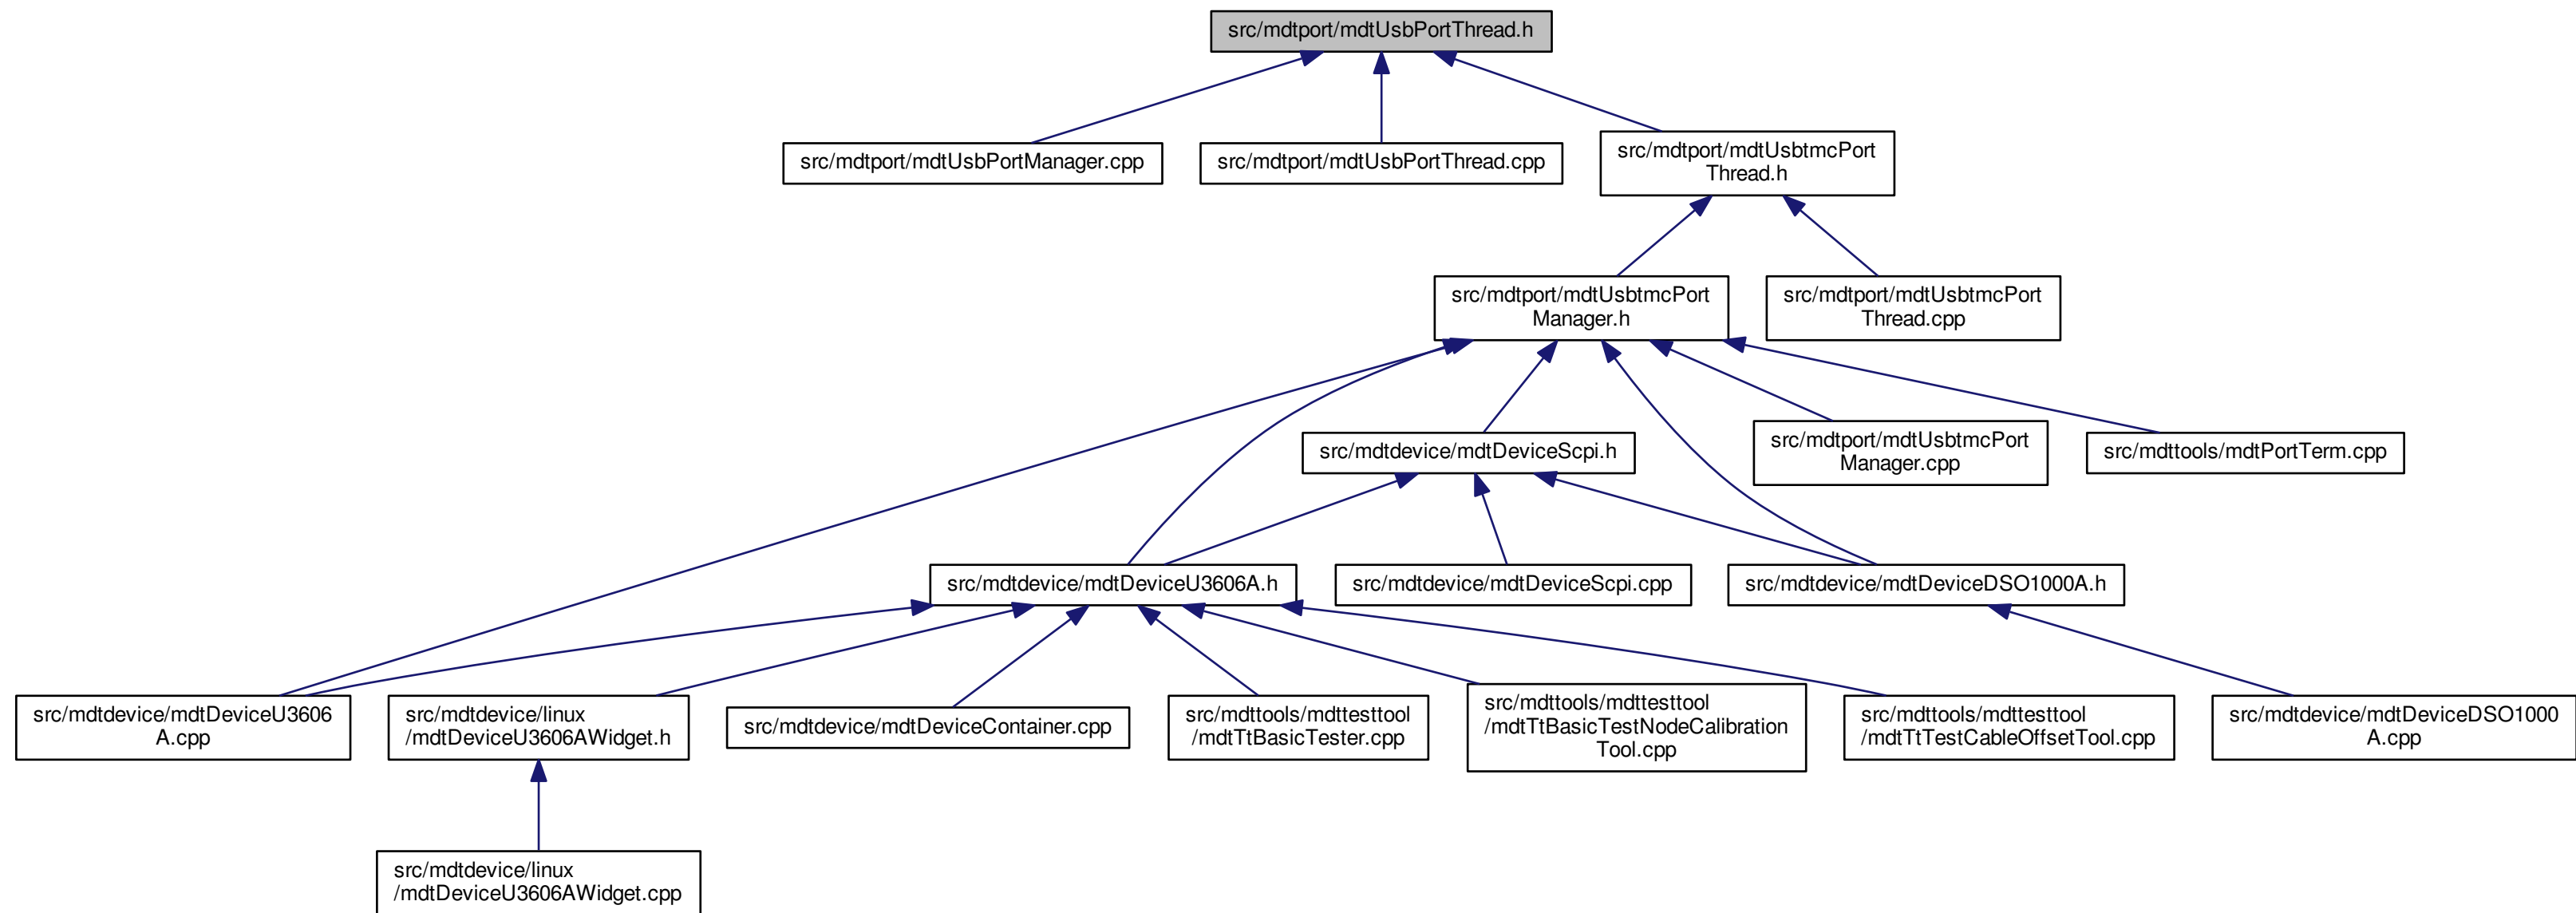 src/mdtport/mdtUsbPortThread.h
src/mdtport/mdtUsbPortManager.cpp
src/mdtport/mdtUsbPortThread.cpp
src/mdtport/mdtUsbtmcPort
Thread.h
src/mdtport/mdtUsbtmcPort
Manager.h
src/mdtport/mdtUsbtmcPort
Thread.cpp
src/mdtdevice/mdtDeviceScpi.h
src/mdtport/mdtUsbtmcPort
Manager.cpp
src/mdttools/mdtPortTerm.cpp
src/mdtdevice/mdtDeviceU3606A.h
src/mdtdevice/mdtDeviceScpi.cpp
src/mdtdevice/mdtDeviceDSO1000A.h
src/mdtdevice/mdtDeviceU3606
A.cpp
src/mdtdevice/linux
/mdtDeviceU3606AWidget.h
src/mdtdevice/mdtDeviceContainer.cpp
src/mdttools/mdttesttool
/mdtTtBasicTester.cpp
src/mdttools/mdttesttool
/mdtTtBasicTestNodeCalibration
Tool.cpp
src/mdttools/mdttesttool
/mdtTtTestCableOffsetTool.cpp
src/mdtdevice/mdtDeviceDSO1000
A.cpp
src/mdtdevice/linux
/mdtDeviceU3606AWidget.cpp